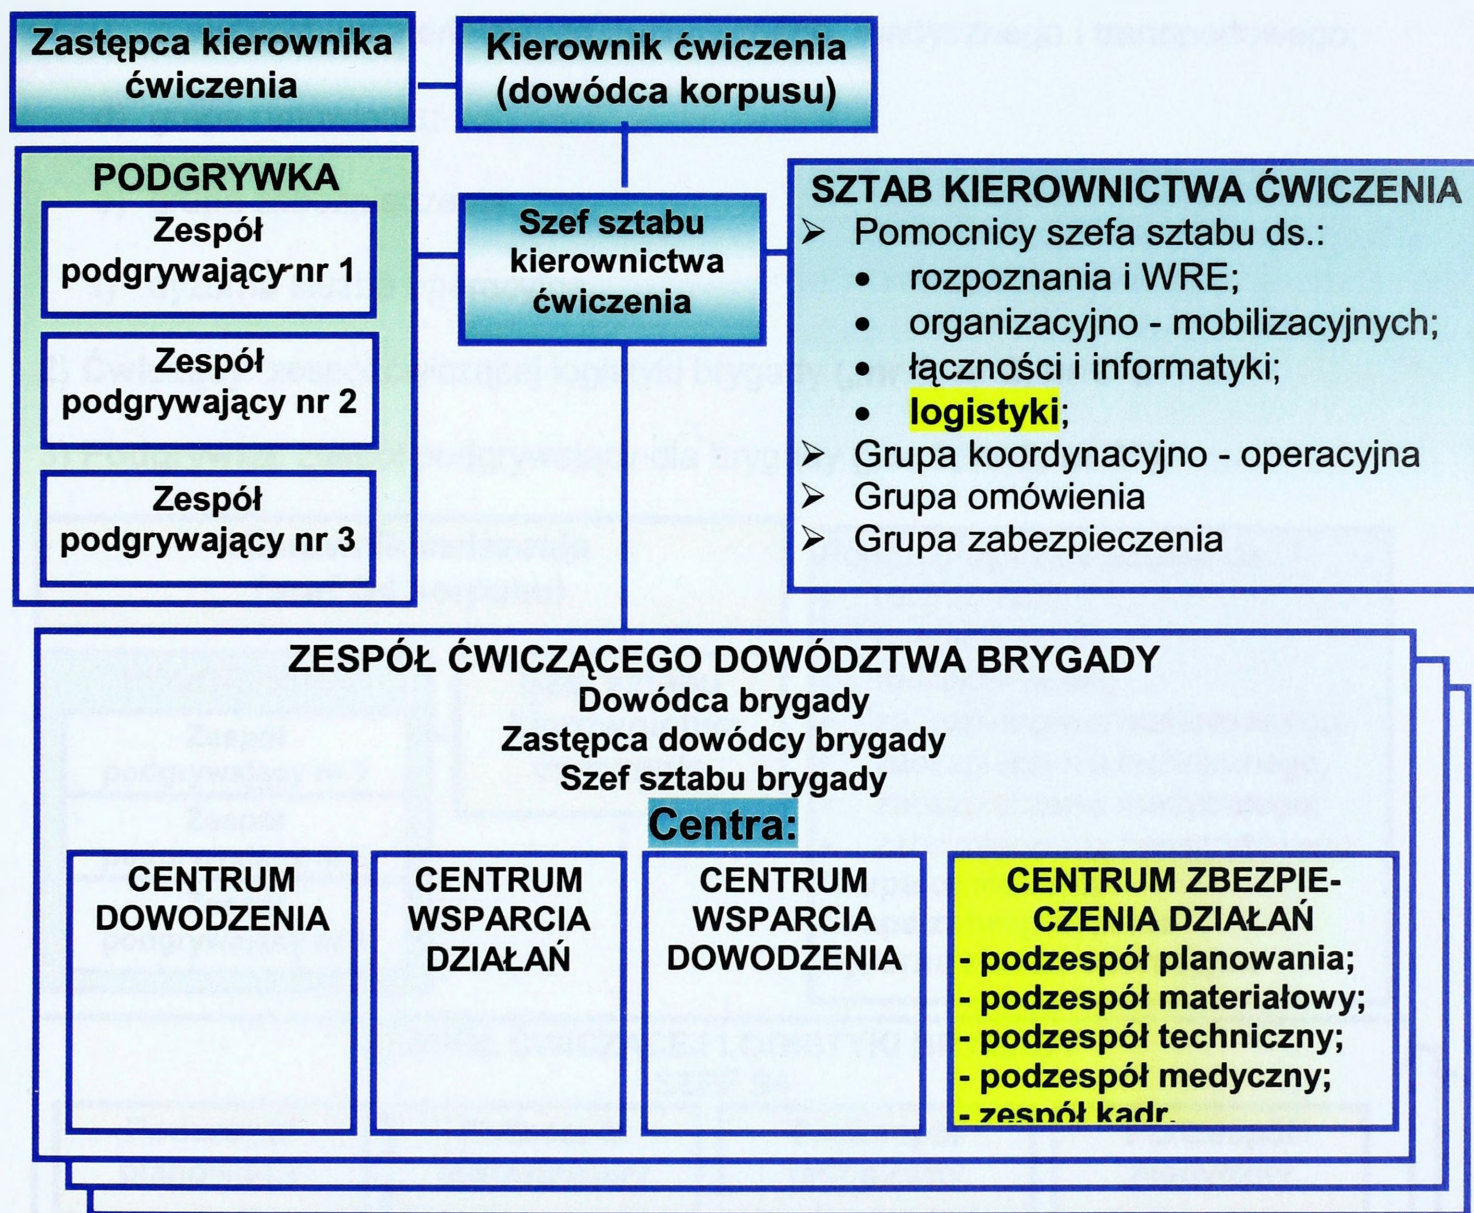 Zastępca kierownika
ćwiczenia
Kierownik ćwiczenia
(dowódca korpusu)
PODGRYWKA
Zespół
podgrywający nr 1
Zespół
podgrywający nr 2
Zespół
podgrywający nr 3
Szef sztabu
kierownictwa
ćwiczenia
SZTAB KIEROWNICTWA ĆWICZENIA
➢ Pomocnicy szefa sztabu ds.:
• rozpoznania i WRE;
• organizacyjno - mobilizacyjnych;
• łączności i informatyki;
• logistyki;
➢ Grupa koordynacyjno - operacyjna
➢ Grupa omówienia
➢ Grupa zabezpieczenia
ZESPÓŁ ĆWICZĄCEGO DOWÓDZTWA BRYGADY
Dowódca brygady
Zastępca dowódcy brygady
Szef sztabu brygady
Centra:
CENTRUM
DOWODZENIA
CENTRUM
WSPARCIA
DZIAŁAŃ
CENTRUM
WSPARCIA
DOWODZENIA
CENTRUM ZBEZPIE-
CZENIA DZIAŁAŃ
- podzespół planowania;
- podzespół materiałowy;
- podzespół techniczny;
- podzespół medyczny;
- zespół kadr.